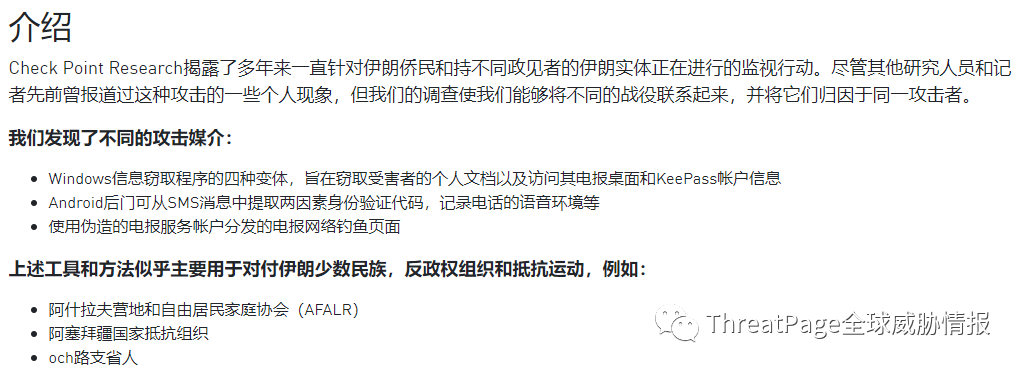 介绍
Check Point Research揭露了多年来一直针对伊朗侨民和持不同政见者的伊朗实体正在进行的监视行动。尽管其他研究人员和记
者先前曾报道过这种攻击的一些个人现象，但我们的调查使我们能够将不同的战役联系起来，并将它们归因于同一攻击者。
我们发现了不同的攻击媒介：
Windows信息窃取程序的四种变体，旨在窃取受害者的个人文档以及访问其电报桌面和KeePass帐户信息
Android后门可从SMS消息中提取两因素身份验证代码，记录电话的语音环境等
使用伪造的电报服务帐户分发的电报网络钓鱼页面
上述工具和方法似乎主要用于对付伊朗少数民族，反政权组织和抵抗运动，例如：
阿什拉夫营地和自由居民家庭协会（AFALR）
阿塞拜疆国家抵抗组织
och路支省人
ThreatPage全球威胁情报